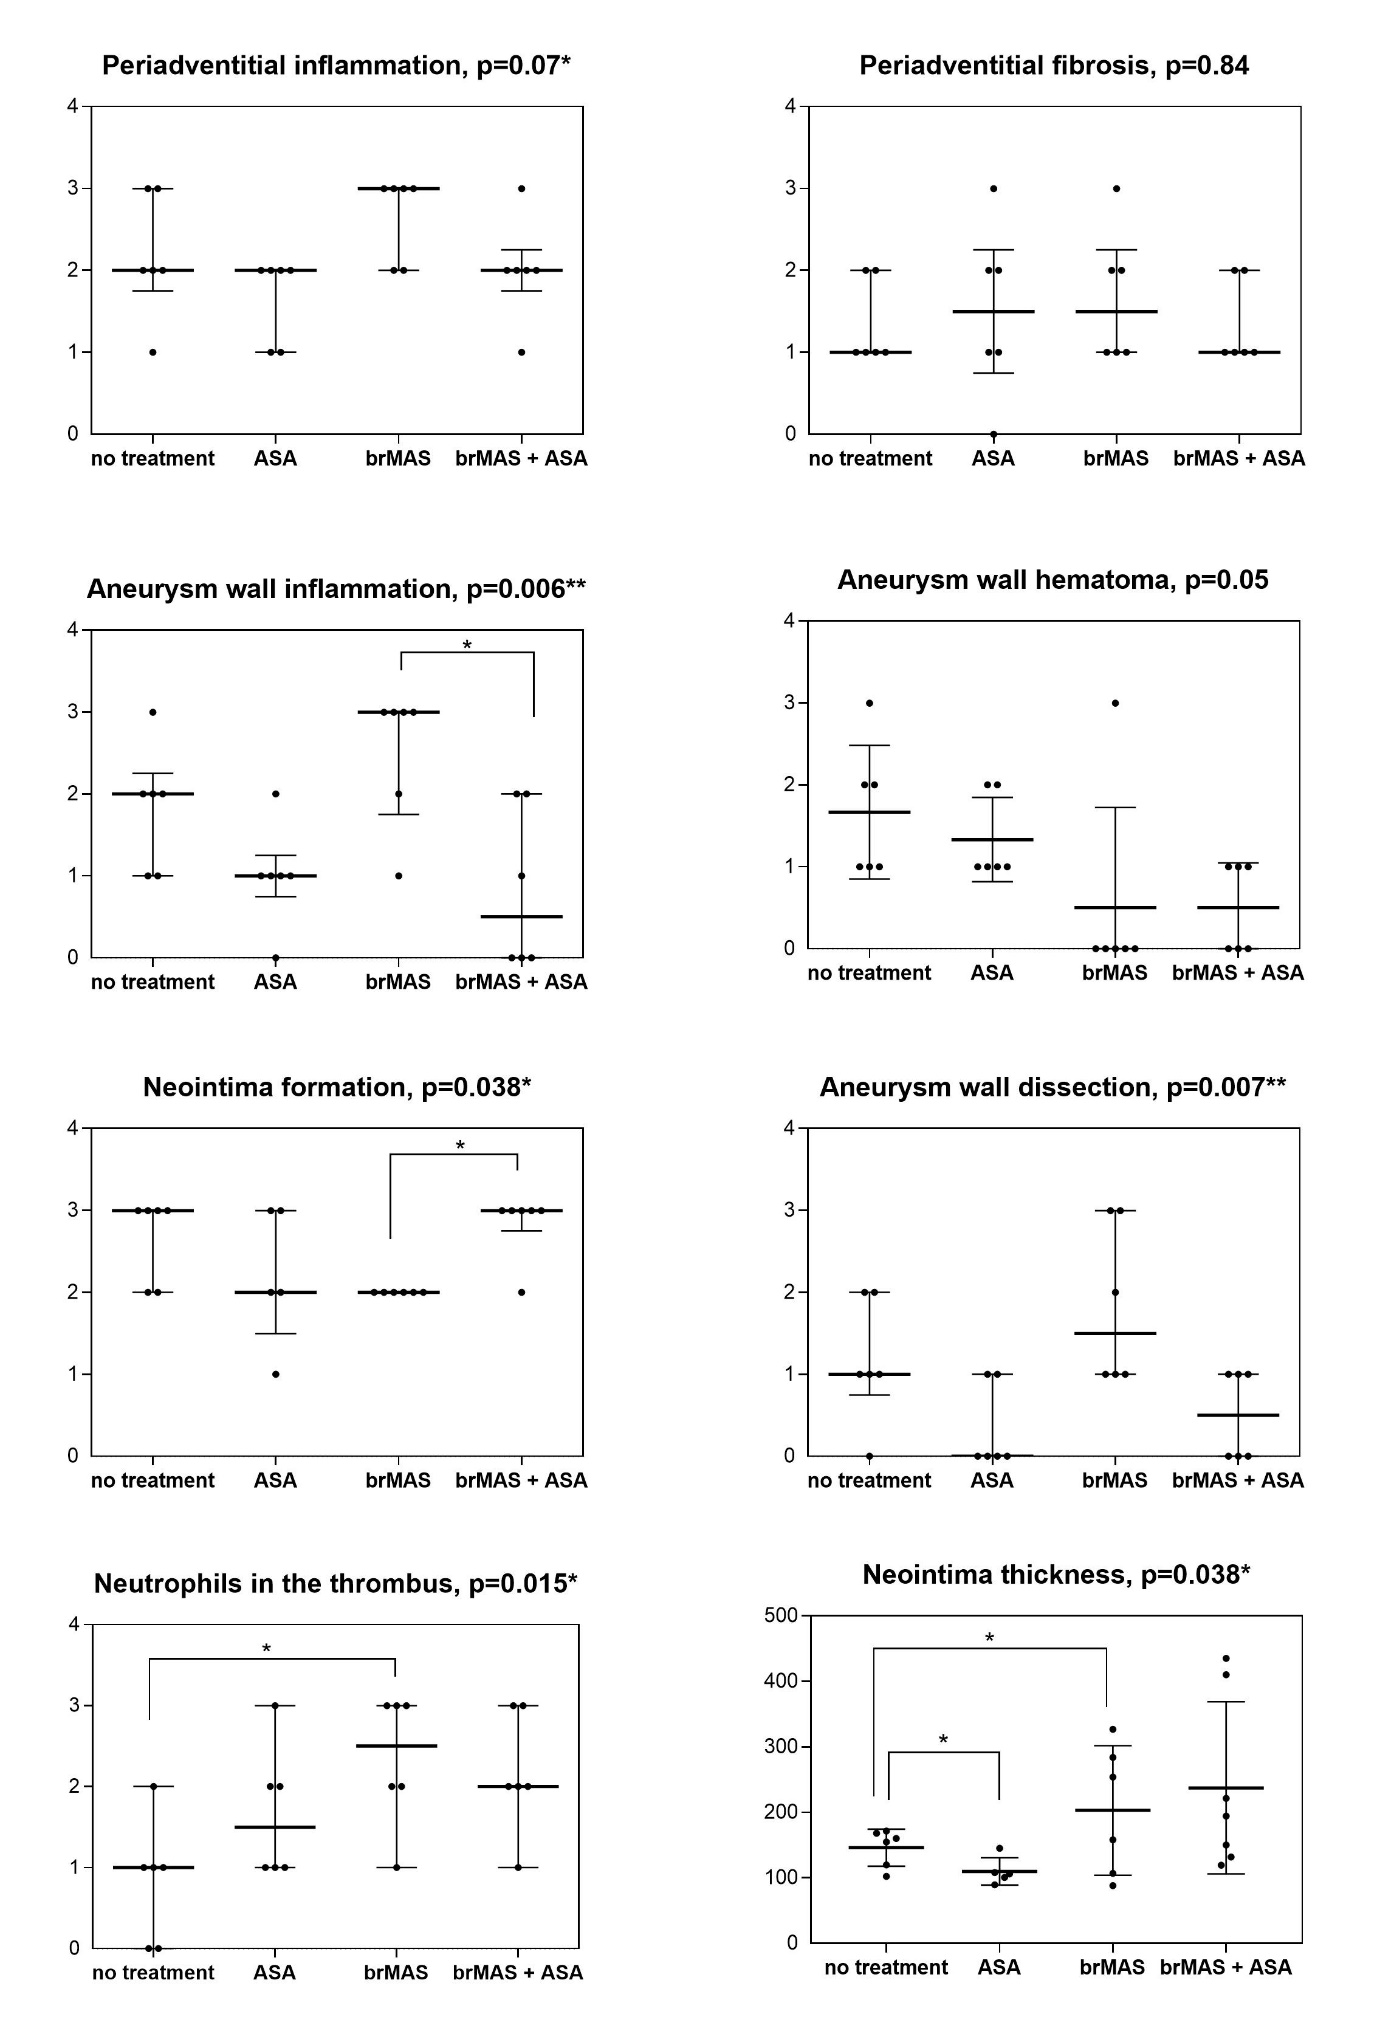 Periadventitial inflammation, p=0.07*
4
3
2
1
0
no treatment ASA brMAS brMAS + ASA
Periadventitial fibrosis, p=0.84
4
3
2
1
0
no treatment ASA brMAS brMAS + ASA
Aneurysm wall inflammation, p=0.006**
4
*
3
2
1
0
no treatment ASA brMAS brMAS + ASA
Aneurysm wall hematoma, p=0.05
4
3
2
1
0
no treatment ASA brMAS brMAS + ASA
Neointima formation, p=0.038*
4
*
3
2
1
0
no treatment ASA brMAS brMAS + ASA
Aneurysm wall dissection, p=0.007**
4
3
2
1
0
no treatment ASA brMAS brMAS + ASA
Neutrophils in the thrombus, p=0.015*
4
*
3
2
1
0
no treatment ASA brMAS brMAS + ASA
Neointima thickness, p=0.038*
500
*
400
300
*
200
100
0
no treatment ASA brMAS brMAS + ASA